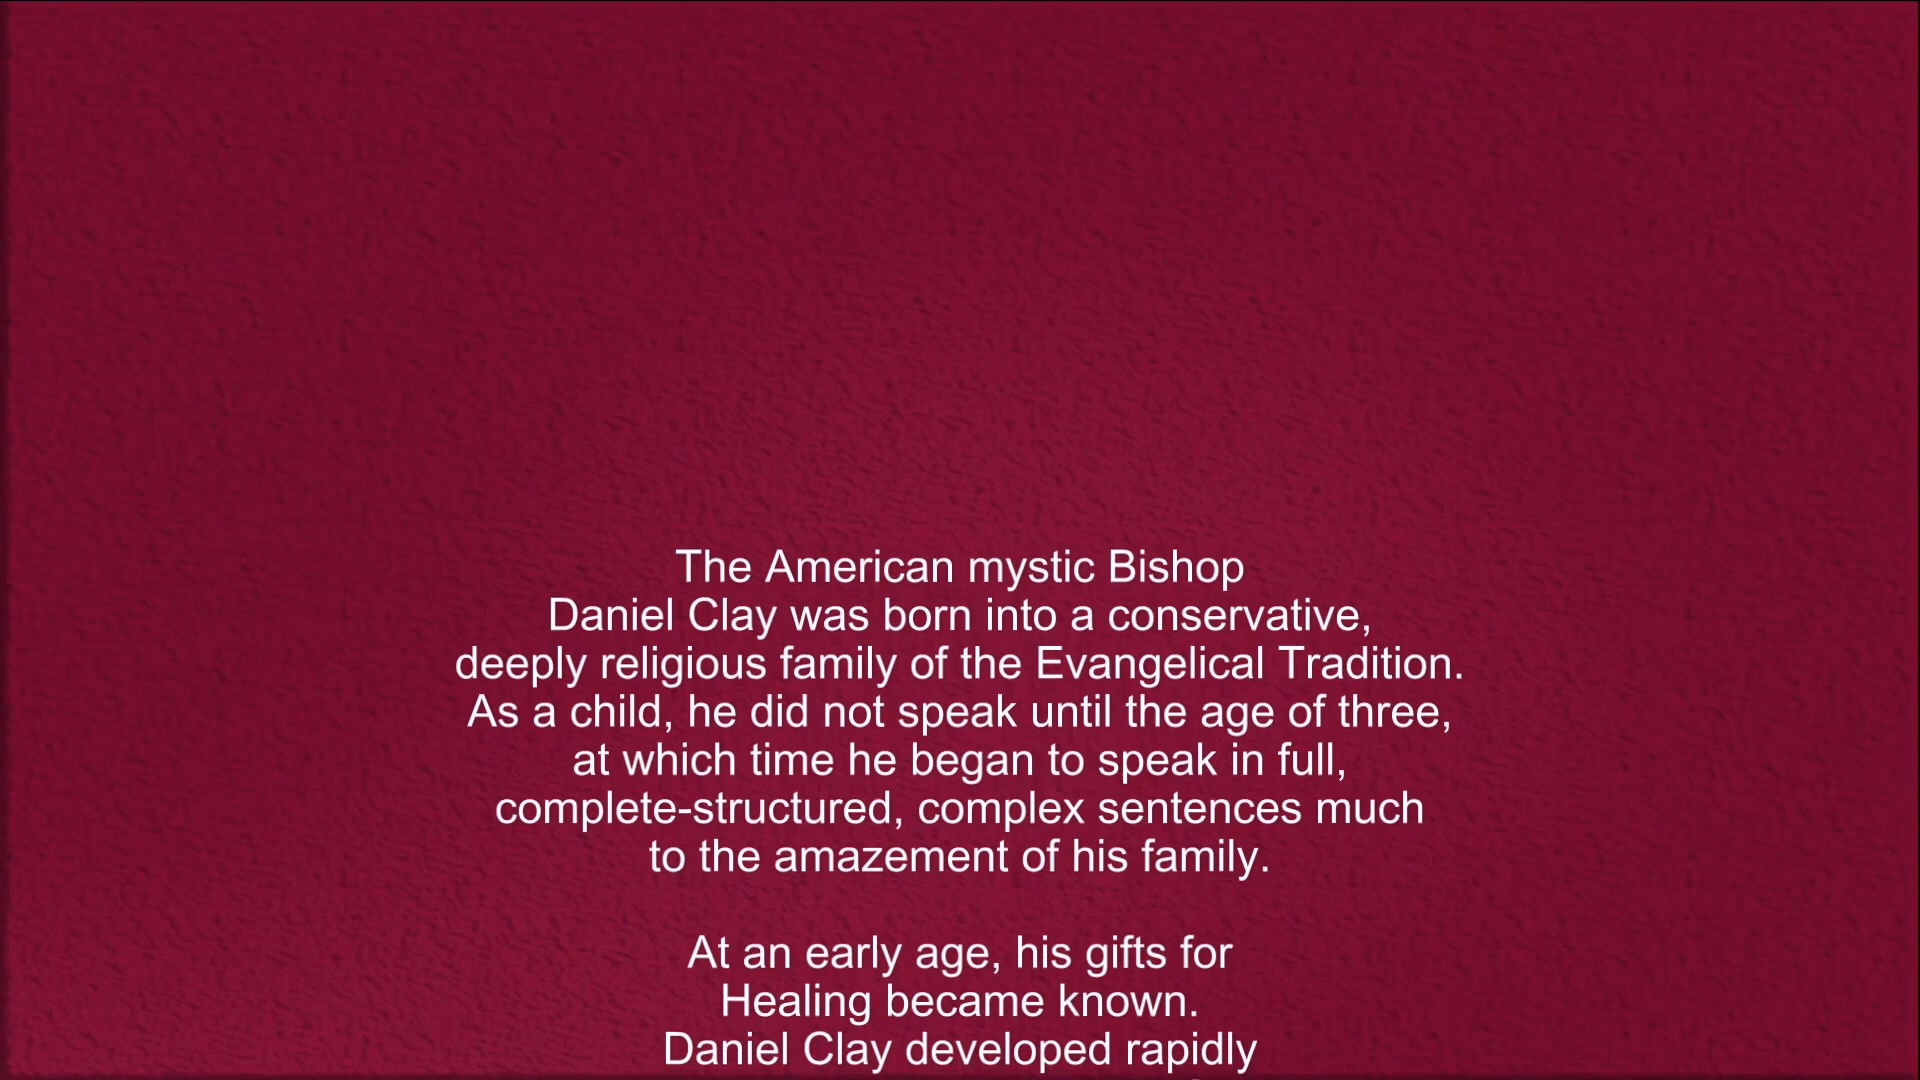 The American mystic Bishop
Daniel Clay was born into a conservative,
deeply religious family of the Evangelical Tradition.
As a child, he did not speak until the age of three,
at which time he began to speak in full,
complete-structured, complex sentences much
to the amazement of his family.
At an early age, his gifts for
Healing became known.
Daniel Clay developed rapidly